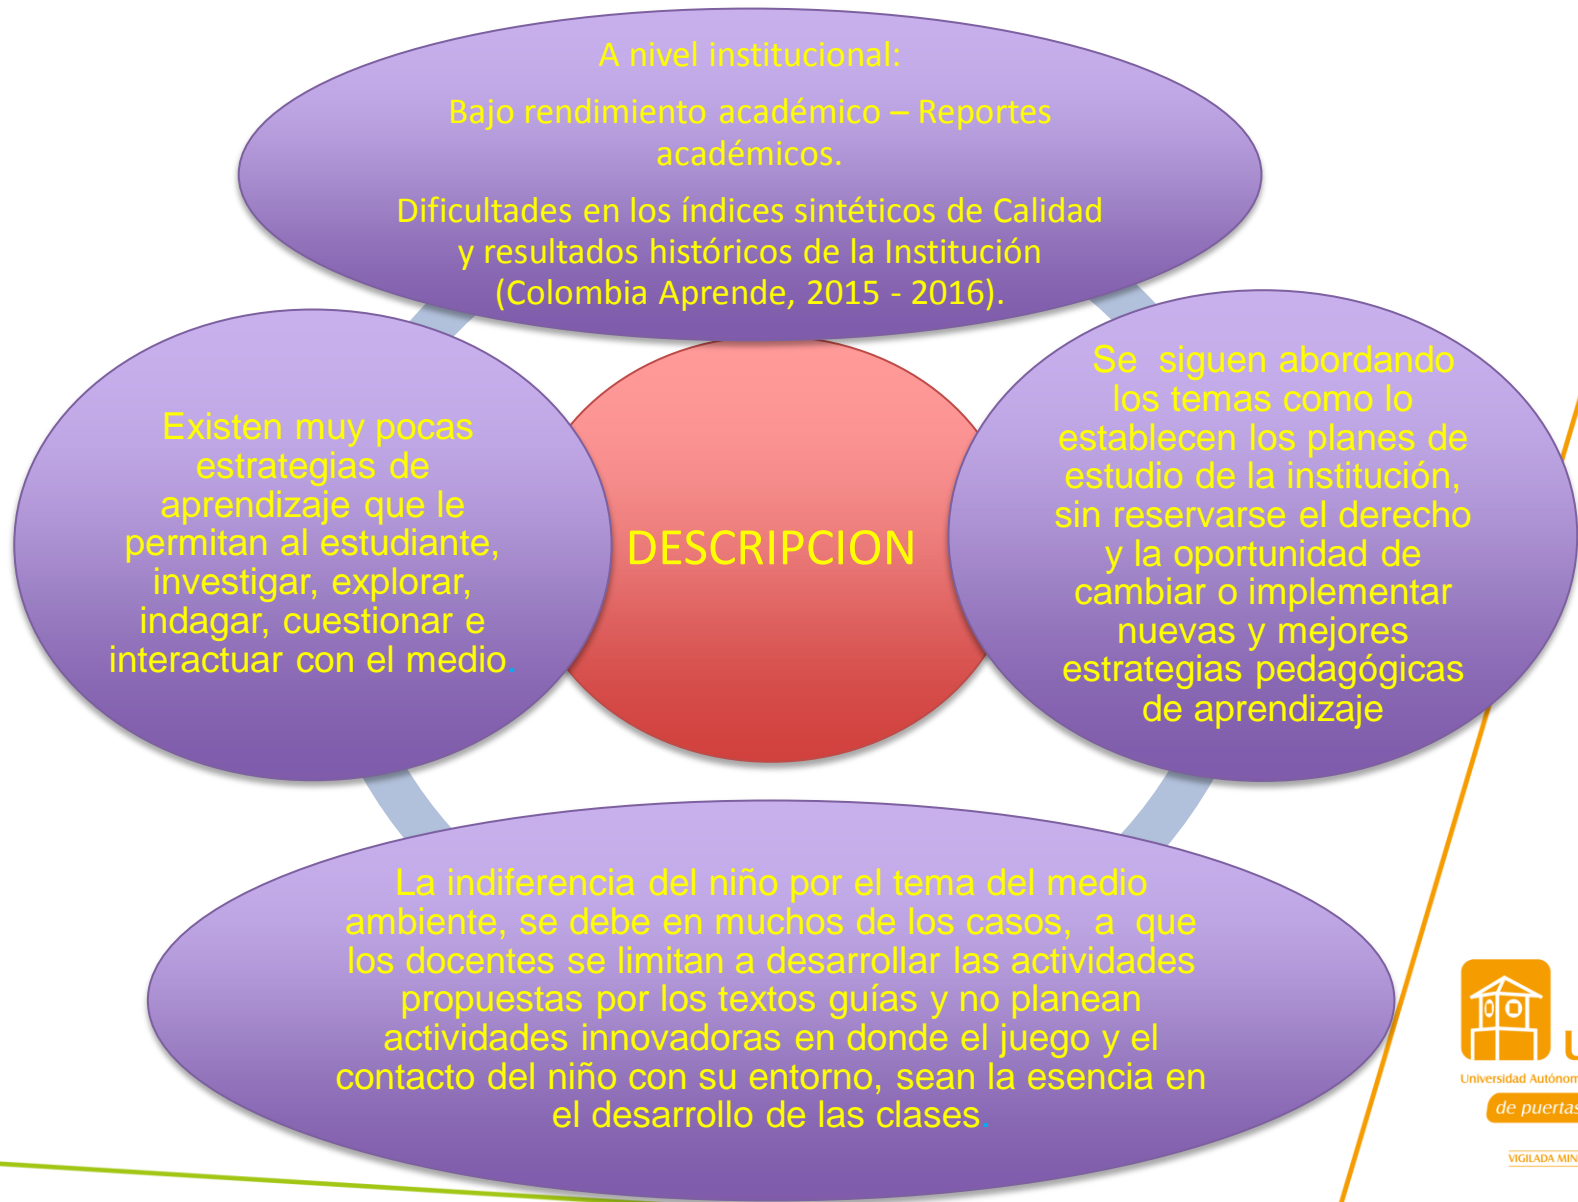 A nivel institucional:
Bajo rendimiento académico – Reportes
académicos.
Dificultades en los índices sintéticos de Calidad
y resultados históricos de la Institución
(Colombia Aprende, 2015 - 2016).
Se siguen abordando
los temas como lo
establecen los planes de
estudio de la institución,
sin reservarse el derecho
y la oportunidad de
cambiar o implementar
nuevas y mejores
estrategias pedagógicas
de aprendizaje
Existen muy pocas
estrategias de
aprendizaje que le
permitan al estudiante,
investigar, explorar,
indagar, cuestionar e
interactuar con el medio.
DESCRIPCION
La indiferencia del niño por el tema del medio
ambiente, se debe en muchos de los casos, a que
los docentes se limitan a desarrollar las actividades
propuestas por los textos guías y no planean
actividades innovadoras en donde el juego y el
contacto del niño con su entorno, sean la esencia en
el desarrollo de las clases.
Universidad
de puertas
VIGILADA